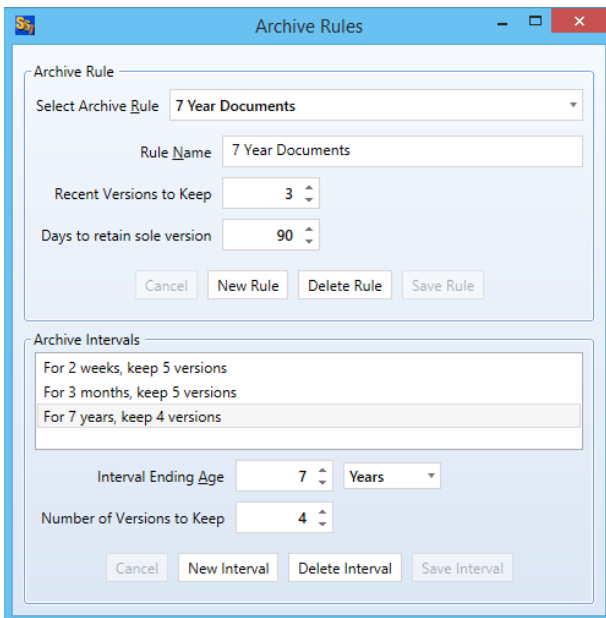 Archive Rules
Archive Rule
Select Archive Rule 7 Year Documents
Rule Name 7 Year Documents
Recent Versions to Keep 3
Days to retain sole version 90
Cancel New Rule Delete Rule Save Rule
Archive Intervals
For 2 weeks, keep 5 versions
For 3 months, keep 5 versions
For 7 years, keep 4 versions
Interval Ending Age 7 Years
Number of Versions to Keep 4
Cancel New Interval Delete Interval Save Interval